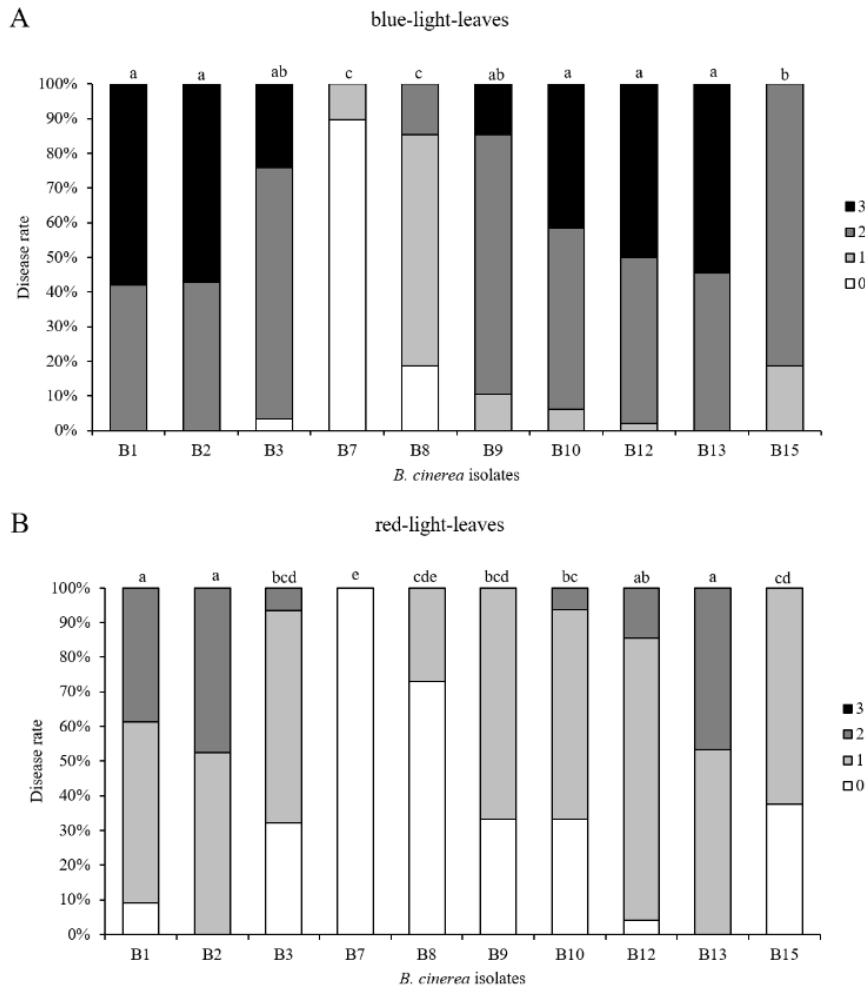 A
blue-light-leaves
a a ab c c ab a a a b
100%
90%
80%
70%
60%
50%
40%
30%
20%
10%
0%
Disease rate
3
2
1
0
B1 B2 B3 B7 B8 B9 B10 B12 B13 B15
B. cinerea isolates
B
red-light-leaves
a a bcd e cde bcd bc ab a cd
100%
90%
80%
70%
60%
50%
40%
30%
20%
10%
0%
Disease rate
3
2
1
0
B1 B2 B3 B7 B8 B9 B10 B12 B13 B15
B. cinerea isolates